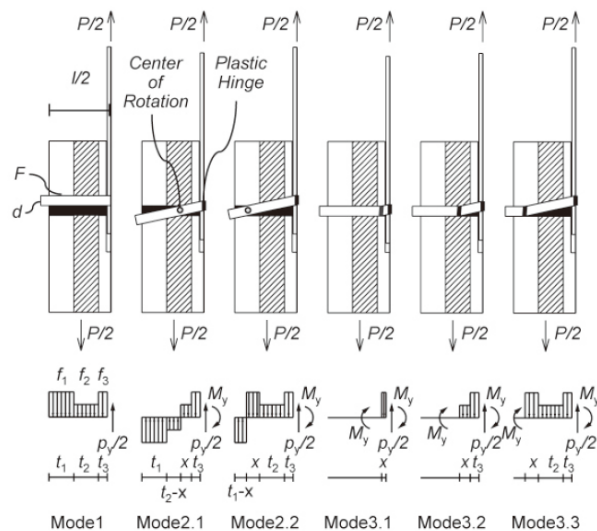 P/2 P/2 P/2 P/2 P/2 P/2
l/2 Center of Rotation Plastic Hinge
F
d
P/2 P/2 P/2 P/2 P/2 P/2
f1 f2 f3 My My My My My
My My My
py/2 py/2 py/2 py/2 py/2 py/2
t1 t2 t3 t1 x t3 x t2 t3 x x t3 x t2 t3
t2-x t1-x
Mode1 Mode2.1 Mode2.2 Mode3.1 Mode3.2 Mode3.3